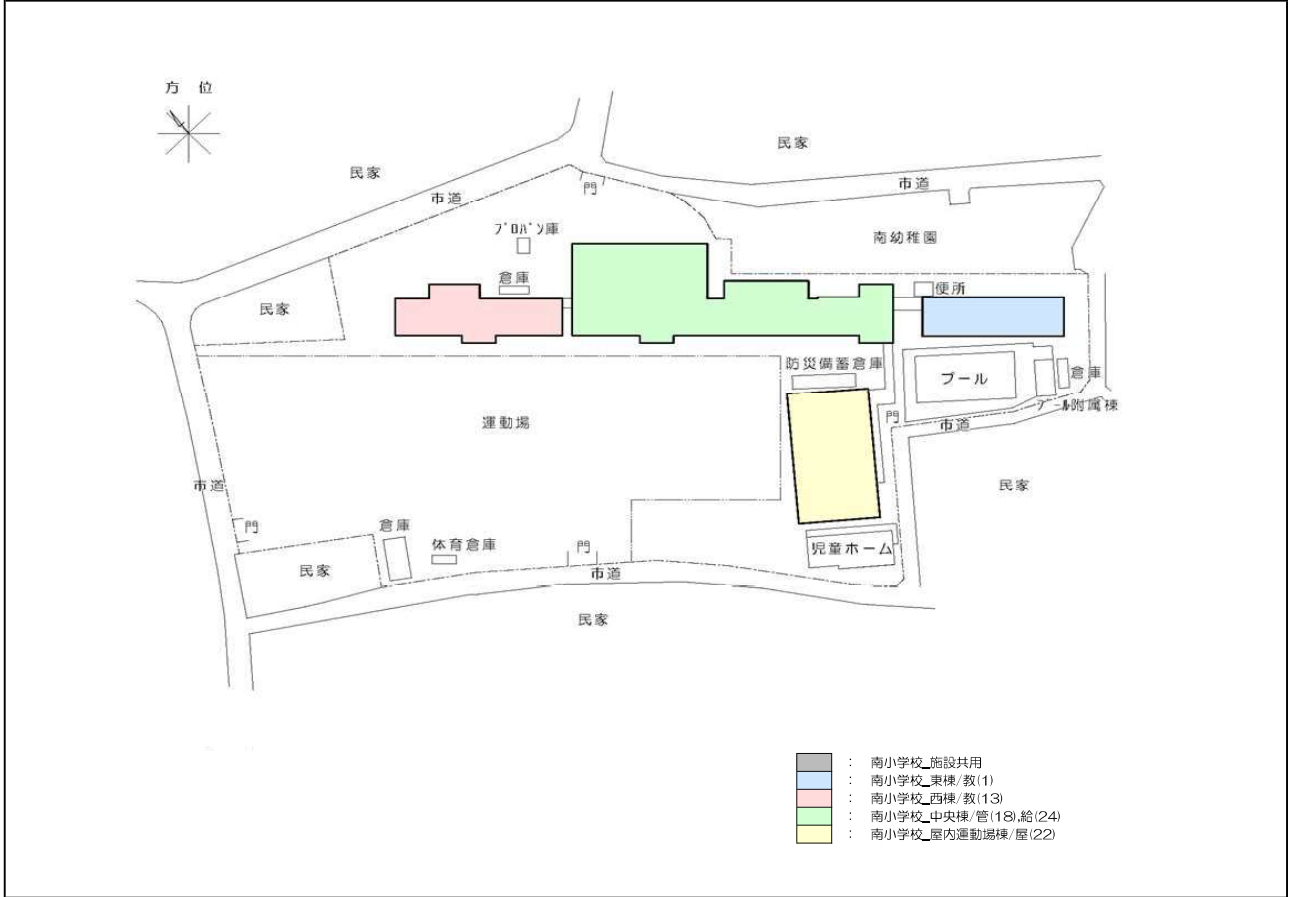 方 位
民家
民家
市道
市道
門
南幼稚園
プロパン庫
倉庫
便所
民家
防災備蓄倉庫
プール
倉庫
プール附属棟
門
市道
運動場
市道
民家
門
倉庫
体育倉庫
門
児童ホーム
民家
市道
民家
： 南小学校_施設共用
： 南小学校_東棟/教(1)
： 南小学校_西棟/教(13)
： 南小学校_中央棟/管(18),給(24)
： 南小学校_屋内運動場棟/屋(22)